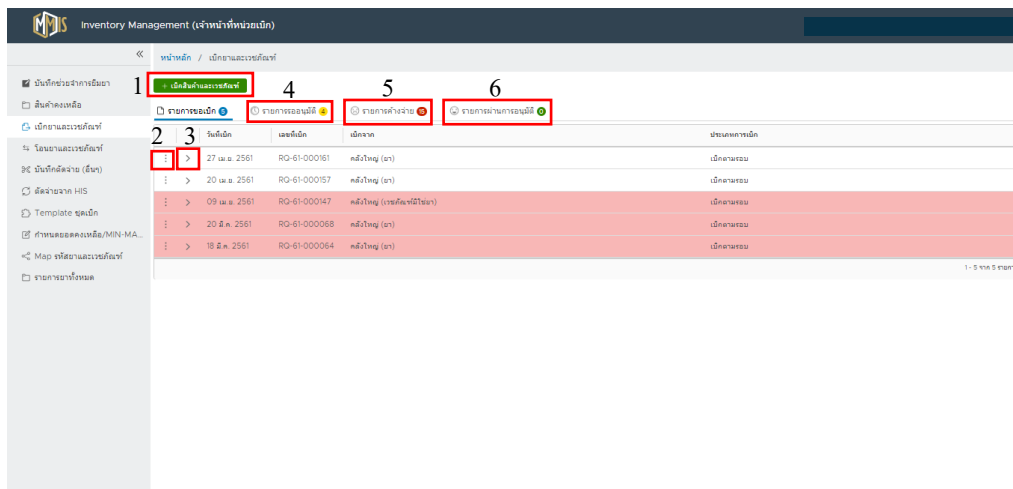 MMIS Inventory Management (เจ้าหน้าที่หน่วยเบิก)
«
หน้าหลัก / เบิกยาและเวชภัณฑ์
บันทึกช่วยจำการยืมยา
สินค้าคงเหลือ
เบิกยาและเวชภัณฑ์
โอนยาและเวชภัณฑ์
บันทึกตัดจ่าย (อื่นๆ)
ตัดจ่ายจาก HIS
Template ชุดเบิก
กำหนดยอดคงเหลือ/MIN-MA...
Map รหัสยาและเวชภัณฑ์
รายการยาทั้งหมด
1 + เบิกสินค้าและเวชภัณฑ์ 4 5 6
รายการขอเบิก 5 รายการรออนุมัติ 4 รายการค้างจ่าย 15 รายการผ่านการอนุมัติ 0
2 3 วันที่เบิก เลขที่เบิก เบิกจาก ประเภทการเบิก
27 เม.ย. 2561 RQ-61-000161 คลังใหญ่ (ยา) เบิกตามรอบ
20 เม.ย. 2561 RQ-61-000157 คลังใหญ่ (ยา) เบิกตามรอบ
09 เม.ย. 2561 RQ-61-000147 คลังใหญ่ (เวชภัณฑ์มิใช่ยา) เบิกตามรอบ
20 มี.ค. 2561 RQ-61-000068 คลังใหญ่ (ยา) เบิกตามรอบ
18 มี.ค. 2561 RQ-61-000064 คลังใหญ่ (ยา) เบิกตามรอบ
1 - 5 จาก 5 รายกา